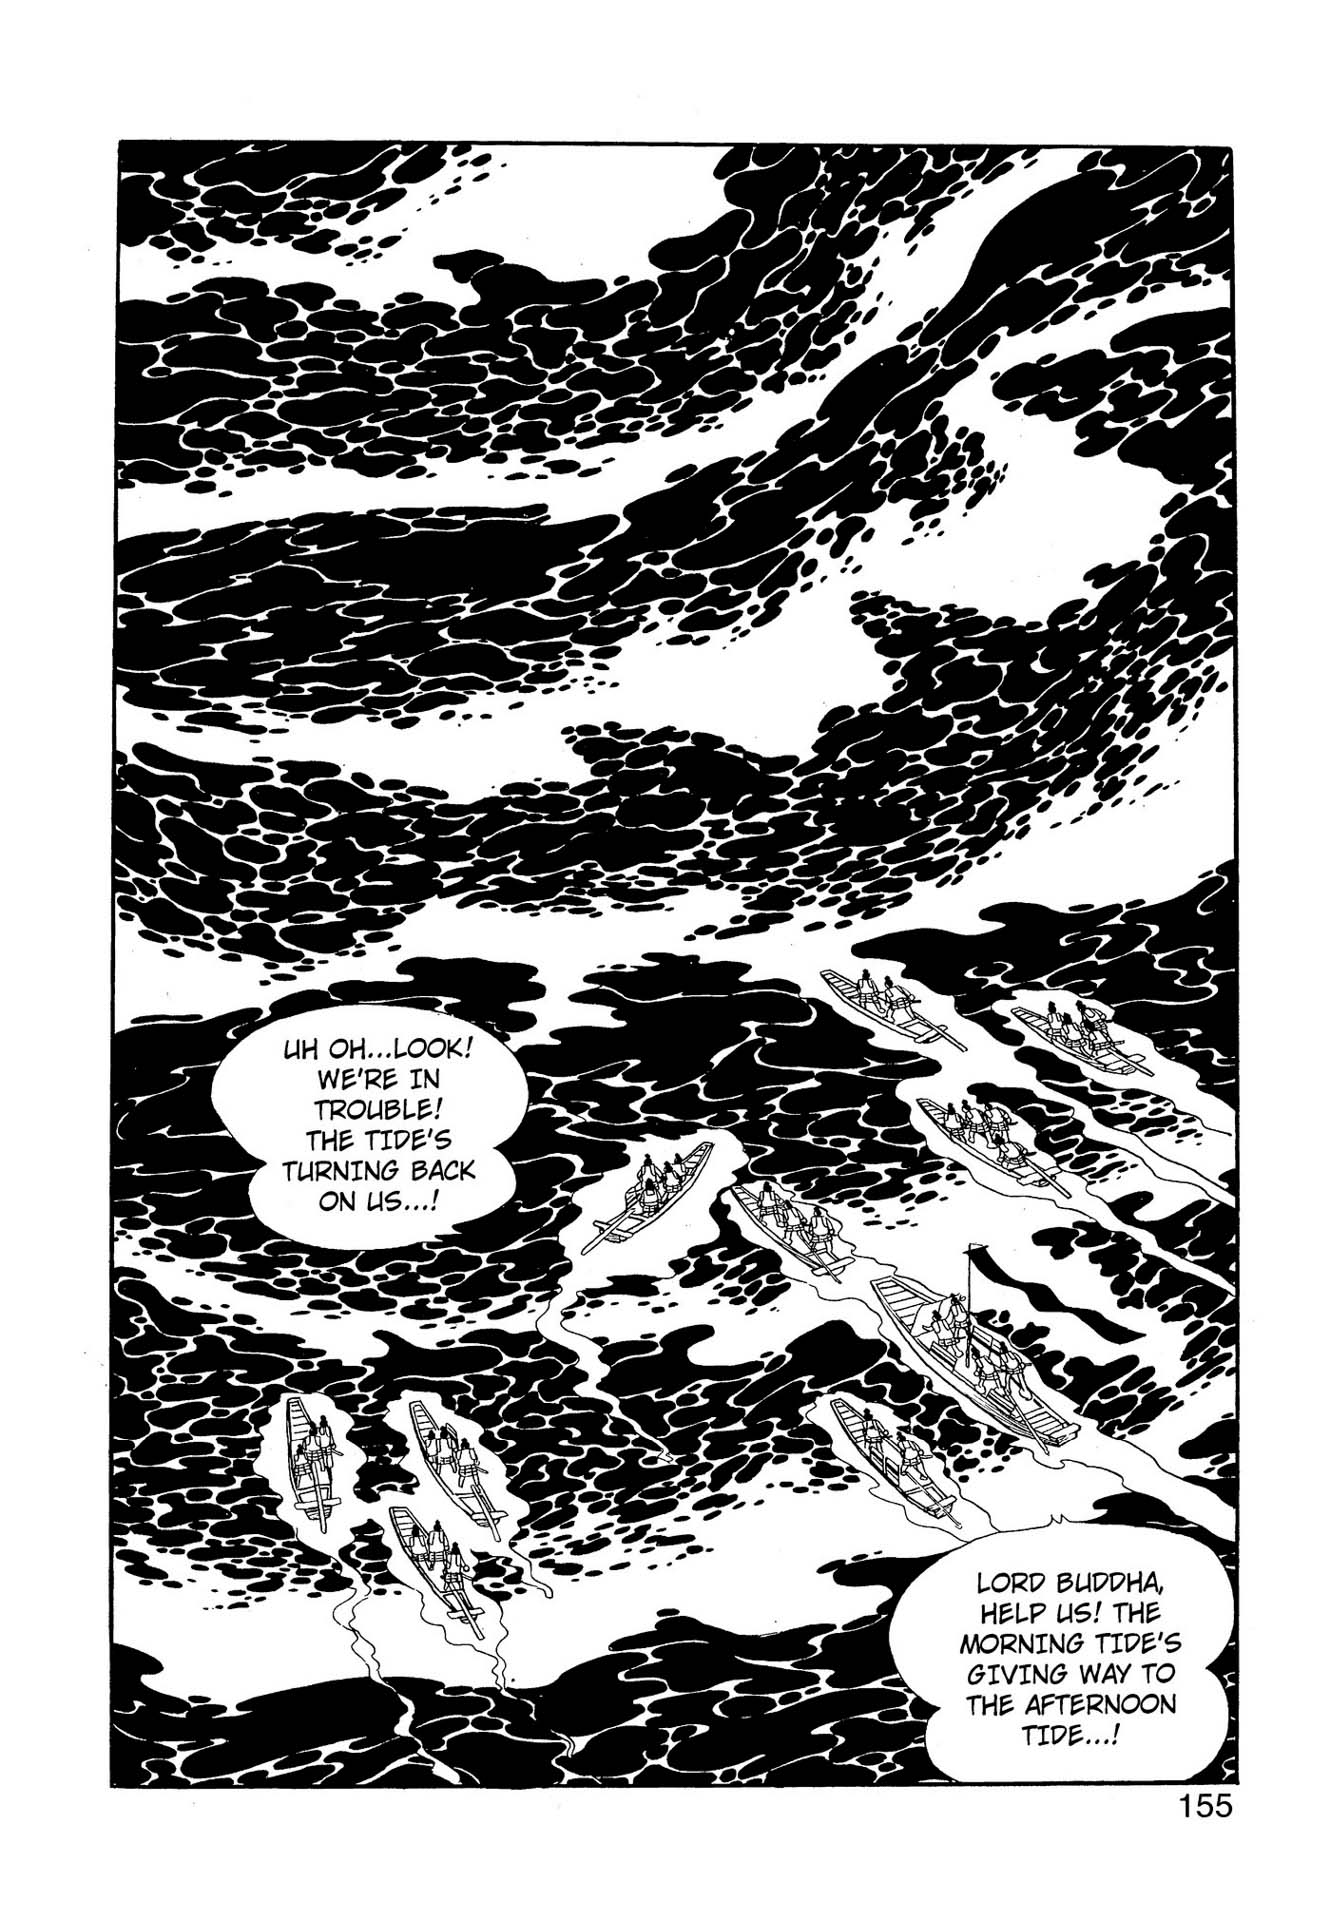 UH OH...LOOK!
WE'RE IN
TROUBLE!
THE TIDE'S
TURNING BACK
ON US...!
LORD BUDDHA,
HELP US! THE
MORNING TIDE'S
GIVING WAY TO
THE AFTERNOON
TIDE...!
155